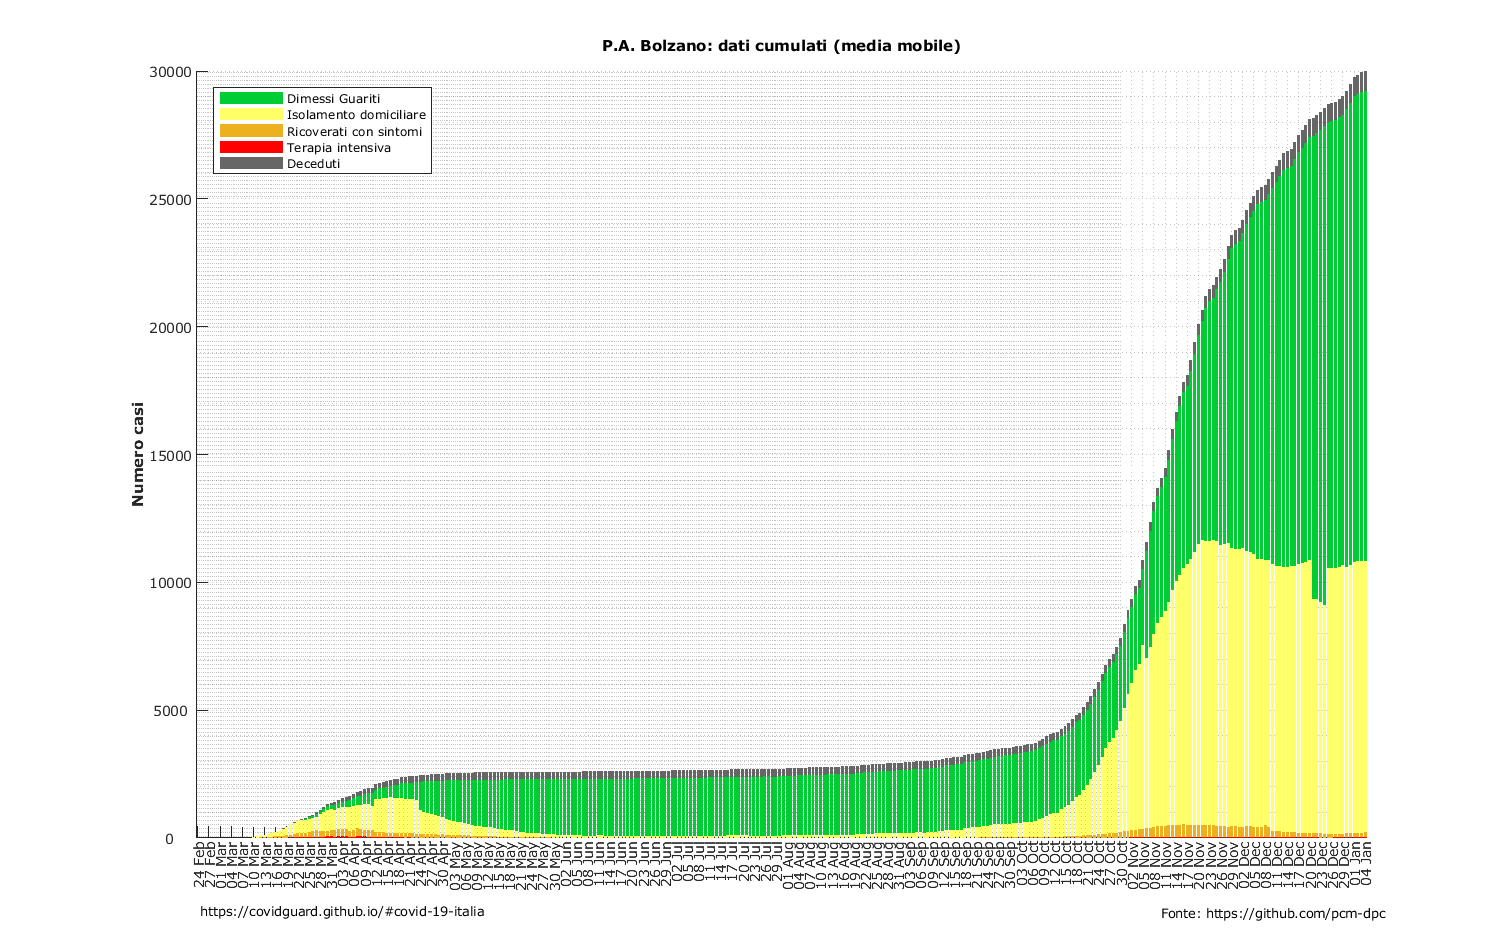 P.A. Bolzano: dati cumulati (media mobile)
30000
25000
20000
15000
10000
5000
0
Numero casi
Dimessi Guariti
Isolamento domiciliare
Ricoverati con sintomi
Terapia intensiva
Deceduti
24 Feb
27 Feb
01 Mar
04 Mar
07 Mar
10 Mar
13 Mar
16 Mar
19 Mar
22 Mar
25 Mar
28 Mar
31 Mar
03 Apr
06 Apr
09 Apr
12 Apr
15 Apr
18 Apr
21 Apr
24 Apr
27 Apr
30 Apr
03 May
06 May
09 May
12 May
15 May
18 May
21 May
24 May
27 May
30 May
02 Jun
05 Jun
08 Jun
11 Jun
14 Jun
17 Jun
20 Jun
23 Jun
26 Jun
29 Jun
02 Jul
05 Jul
08 Jul
11 Jul
14 Jul
17 Jul
20 Jul
23 Jul
26 Jul
29 Jul
01 Aug
04 Aug
07 Aug
10 Aug
13 Aug
16 Aug
19 Aug
22 Aug
25 Aug
28 Aug
31 Aug
03 Sep
06 Sep
09 Sep
12 Sep
15 Sep
18 Sep
21 Sep
24 Sep
27 Sep
30 Sep
03 Oct
06 Oct
09 Oct
12 Oct
15 Oct
18 Oct
21 Oct
24 Oct
27 Oct
30 Oct
02 Nov
05 Nov
08 Nov
11 Nov
14 Nov
17 Nov
20 Nov
23 Nov
26 Nov
29 Nov
02 Dec
05 Dec
08 Dec
11 Dec
14 Dec
17 Dec
20 Dec
23 Dec
26 Dec
29 Dec
01 Jan
04 Jan
https://covidguard.github.io/#covid-19-italia
Fonte: https://github.com/pcm-dpc